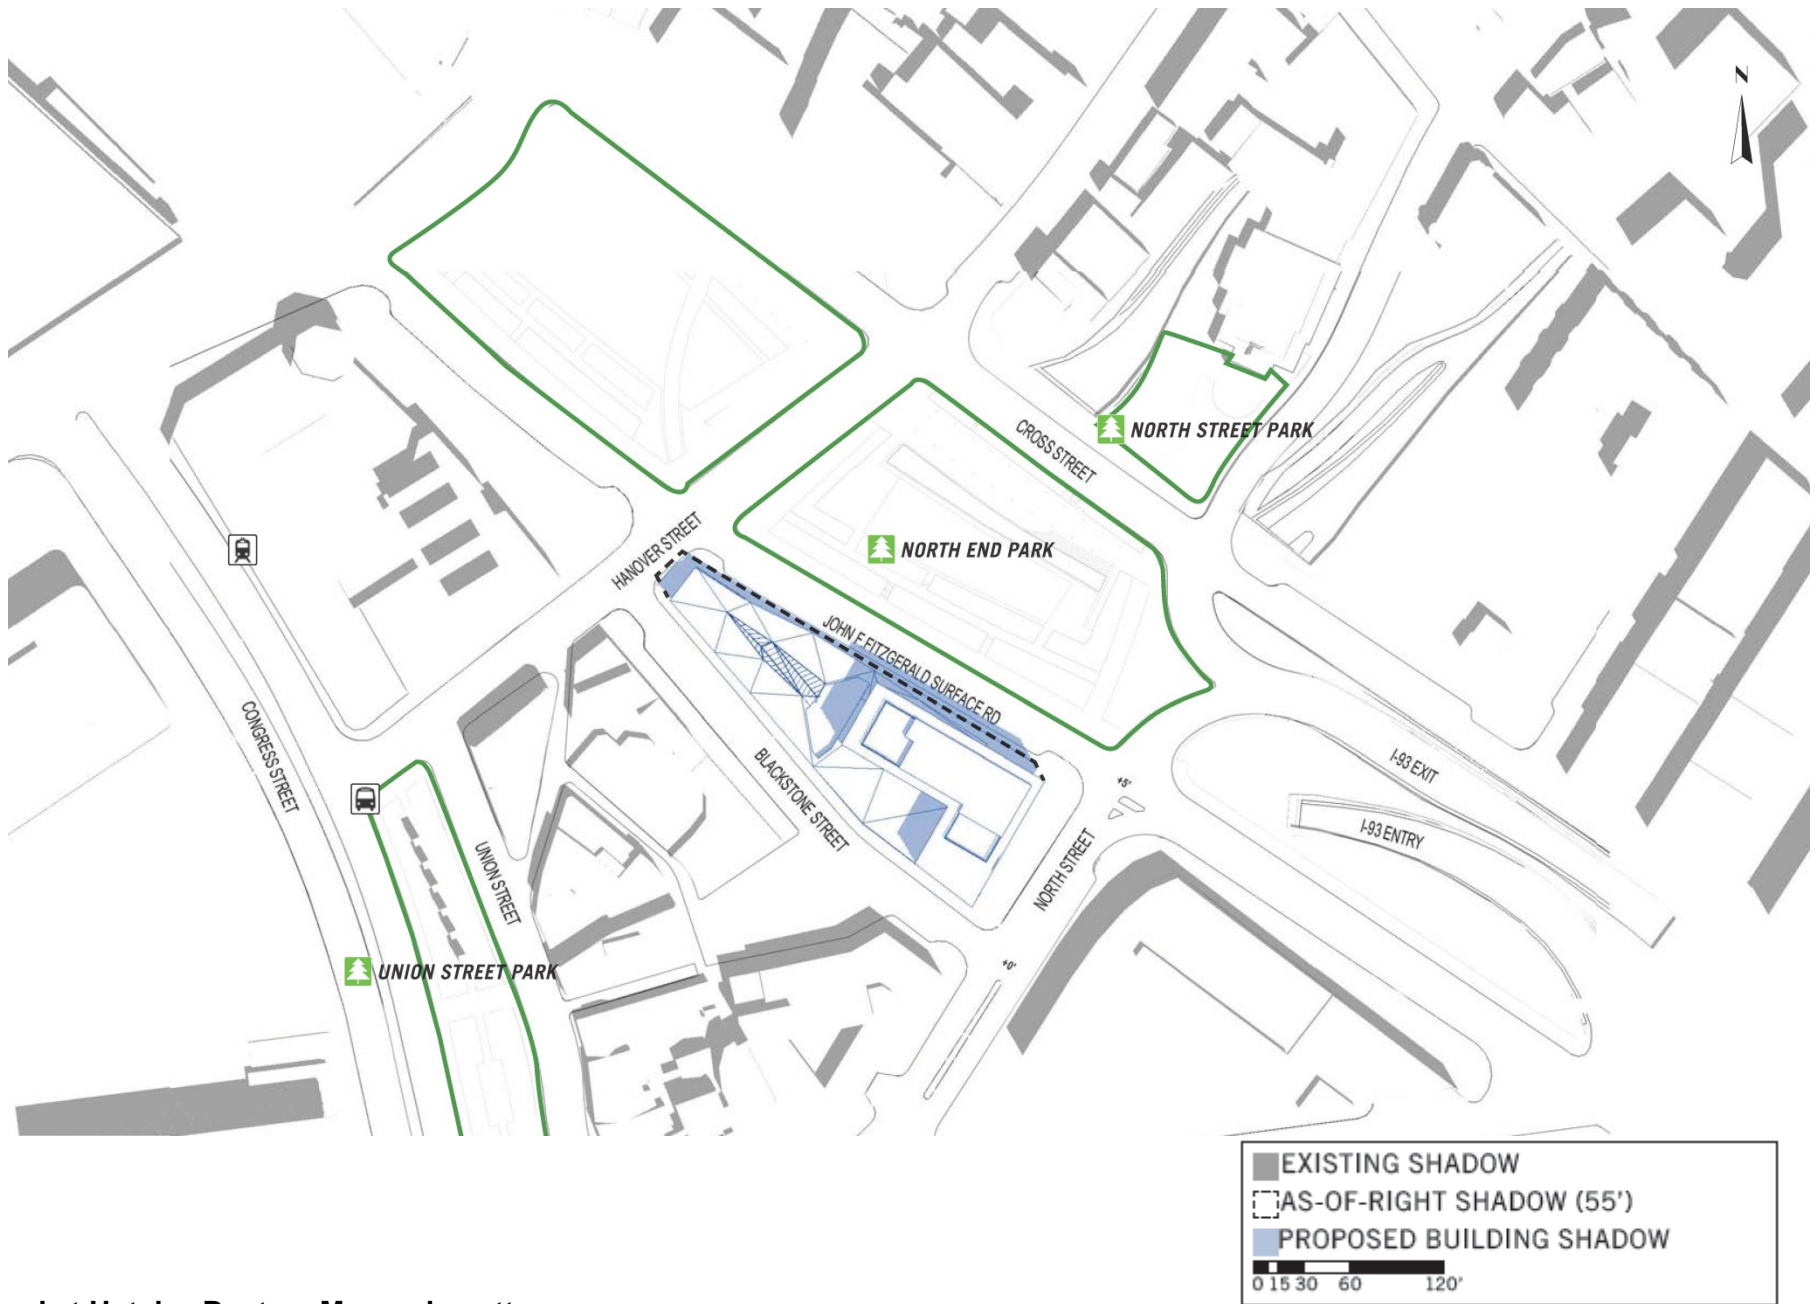 N
NORTH STREET PARK
CROSS STREET
NORTH END PARK
HANOVER STREET
JOHN F FITZGERALD SURFACE RD
CONGRESS STREET
BLACKSTONE STREET
+5'
I-93 EXIT
I-93 ENTRY
UNION STREET
NORTH STREET
UNION STREET PARK
+0'
EXISTING SHADOW
AS-OF-RIGHT SHADOW (55')
PROPOSED BUILDING SHADOW
0 15 30 60 120'